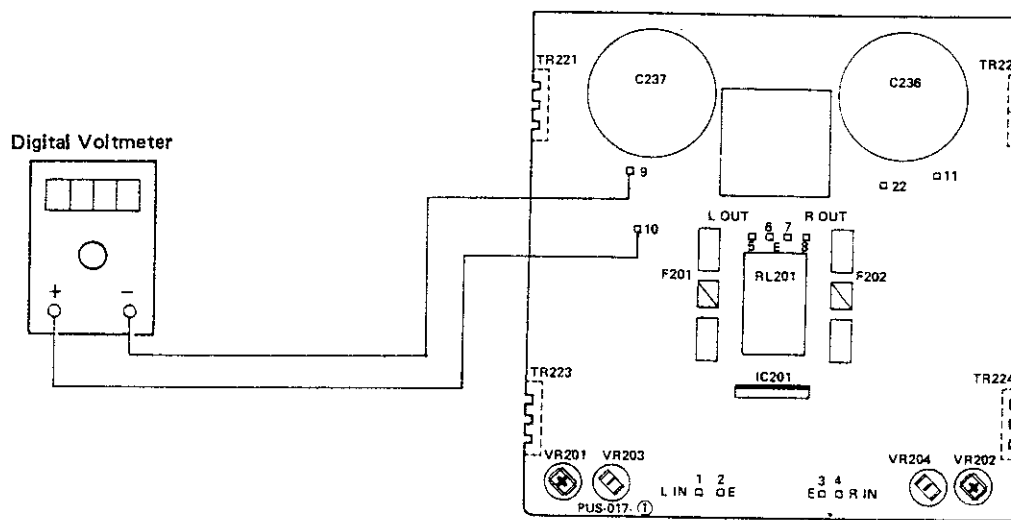 Digital Voltmeter
+ −
TR221
C237
C236
TR22
9
10
22
11
L OUT
R OUT
5 6 7 8
E
F201
RL201
F202
TR223
IC201
TR224
VR201
VR203
VR204
VR202
L IN 1 2 E
E 3 4 R IN
PUS-017- ①